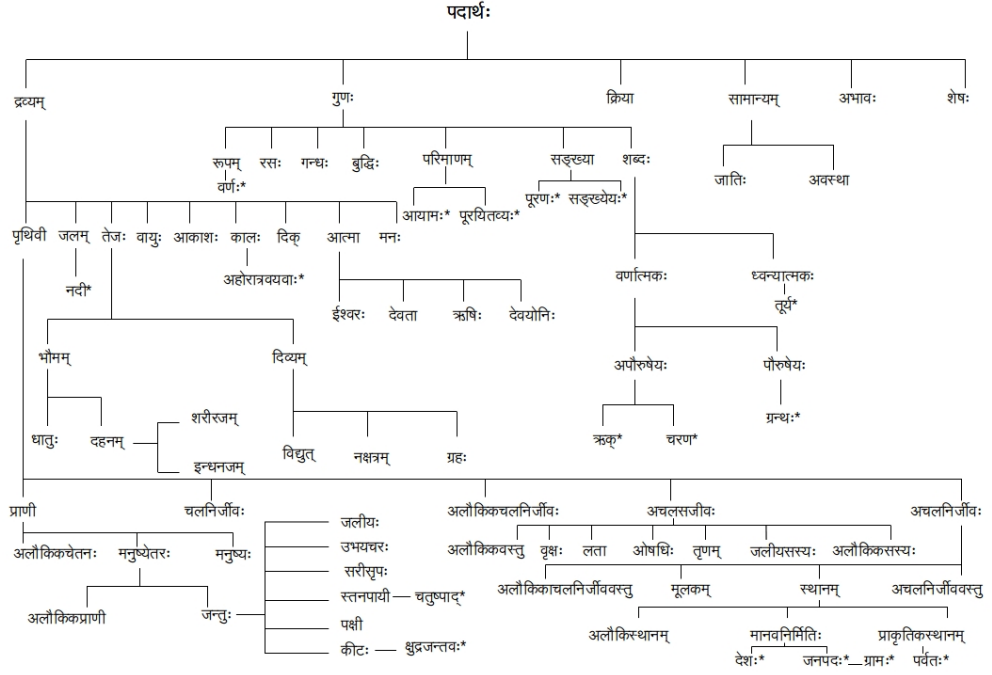 पदार्थः
द्रव्यम् गुणः क्रिया सामान्यम् अभावः शेषः
रूपम् रसः गन्धः बुद्धिः परिमाणम् सङ्ख्या शब्दः
जातिः अवस्था
वर्णः* आयामः* पूरयितव्यः* पूरणः* सङ्ख्येयः*
पृथिवी जलम् तेजः वायुः आकाशः कालः दिक् आत्मा मनः
नदी* अहोरात्रवयवाः* वर्णात्मकः ध्वन्यात्मकः
तूर्य*
ईश्वरः देवता ऋषिः देवयोनिः
भौमम् दिव्यम् अपौरुषेयः पौरुषेयः
शरीरजम् ग्रन्थः*
धातुः दहनम् विद्युत् नक्षत्रम् ग्रहः ऋक्* चरण*
इन्धनजम्
प्राणी चलनिर्जीवः अलौकिकचलनिर्जीवः अचलसजीवः अचलनिर्जीवः
जलीयः
अलौकिकचेतनः मनुष्येतरः मनुष्यः उभयचरः अलौकिकवस्तु वृक्षः लता ओषधिः तृणम् जलीयसस्यः अलौकिकसस्यः
सरीसृपः
अलौकिकाचलनिर्जीववस्तु मूलकम् स्थानम् अचलनिर्जीववस्तु
स्तनपायी चतुष्पाद्*
अलौकिकप्राणी जन्तुः पक्षी
अलौकिस्थानम् मानवनिर्मितिः प्राकृतिकस्थानम्
कीटः क्षुद्रजन्तवः*
देशः* जनपदः* ग्रामः* पर्वतः*